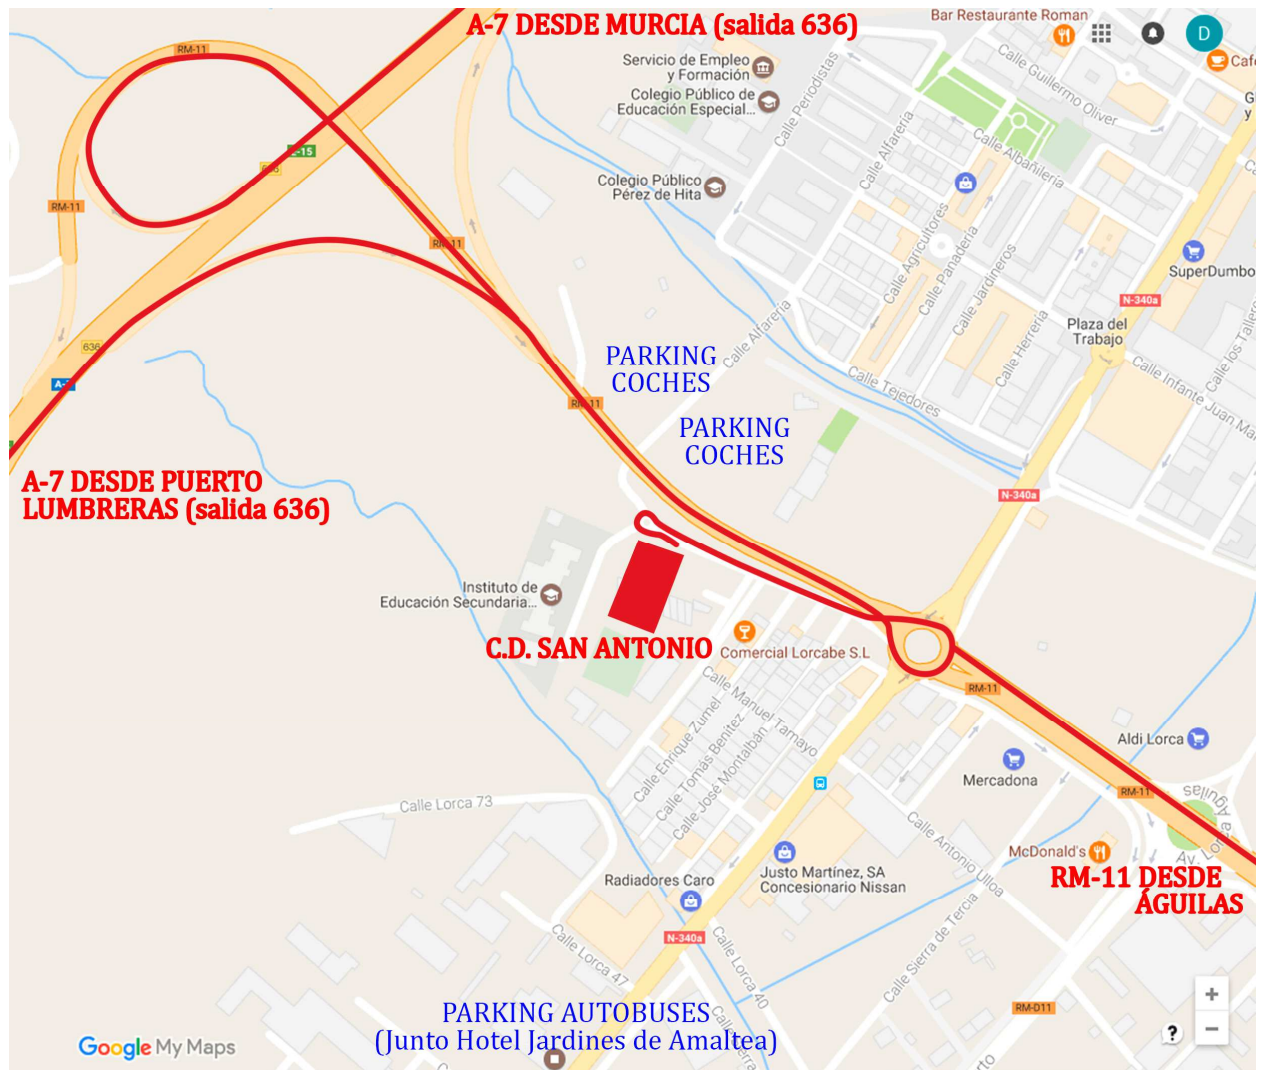 A-7 DESDE MURCIA (salida 636)
Bar Restaurante Roman
D
RM-11
Servicio de Empleo
y Formación
Colegio Público de
Educación Especial...
Calle Periodistas
Calle Guillermo Oliver
Calle Alfarería
Calle Albañilería
E-15
636
Colegio Público
Pérez de Hita
RM-11
RM-11
Calle Agricultores
Calle Panadería
Calle Jardineros
SuperDumbo
N-340a
Plaza del
Trabajo
Calle Herrería
Calle Alfarería
Calle los Talleres
Calle Infante Juan Ma
Calle Tejedores
636
A-7
PARKING
COCHES
RM-11
PARKING
COCHES
A-7 DESDE PUERTO
LUMBRERAS (salida 636)
N-340a
Instituto de
Educación Secundaria...
C.D. SAN ANTONIO
Comercial Lorcabe S.L
RM-11
Calle Manuel Tamayo
Calle Enrique Zumel
Calle Tomás Benítez
Calle José Montalbán
Aldi Lorca
Mercadona
RM-11
Calle Lorca 73
Calle Antonio Ulloa
McDonald's
Av. Lorca Águilas
Radiadores Caro
Justo Martínez, SA
Concesionario Nissan
RM-11 DESDE
ÁGUILAS
N-340a
Calle Lorca 47
Calle Lorca 40
Calle Sierra de Tercia
RM-D11
PARKING AUTOBUSES
(Junto Hotel Jardines de Amaltea)
Google My Maps
+
?
−